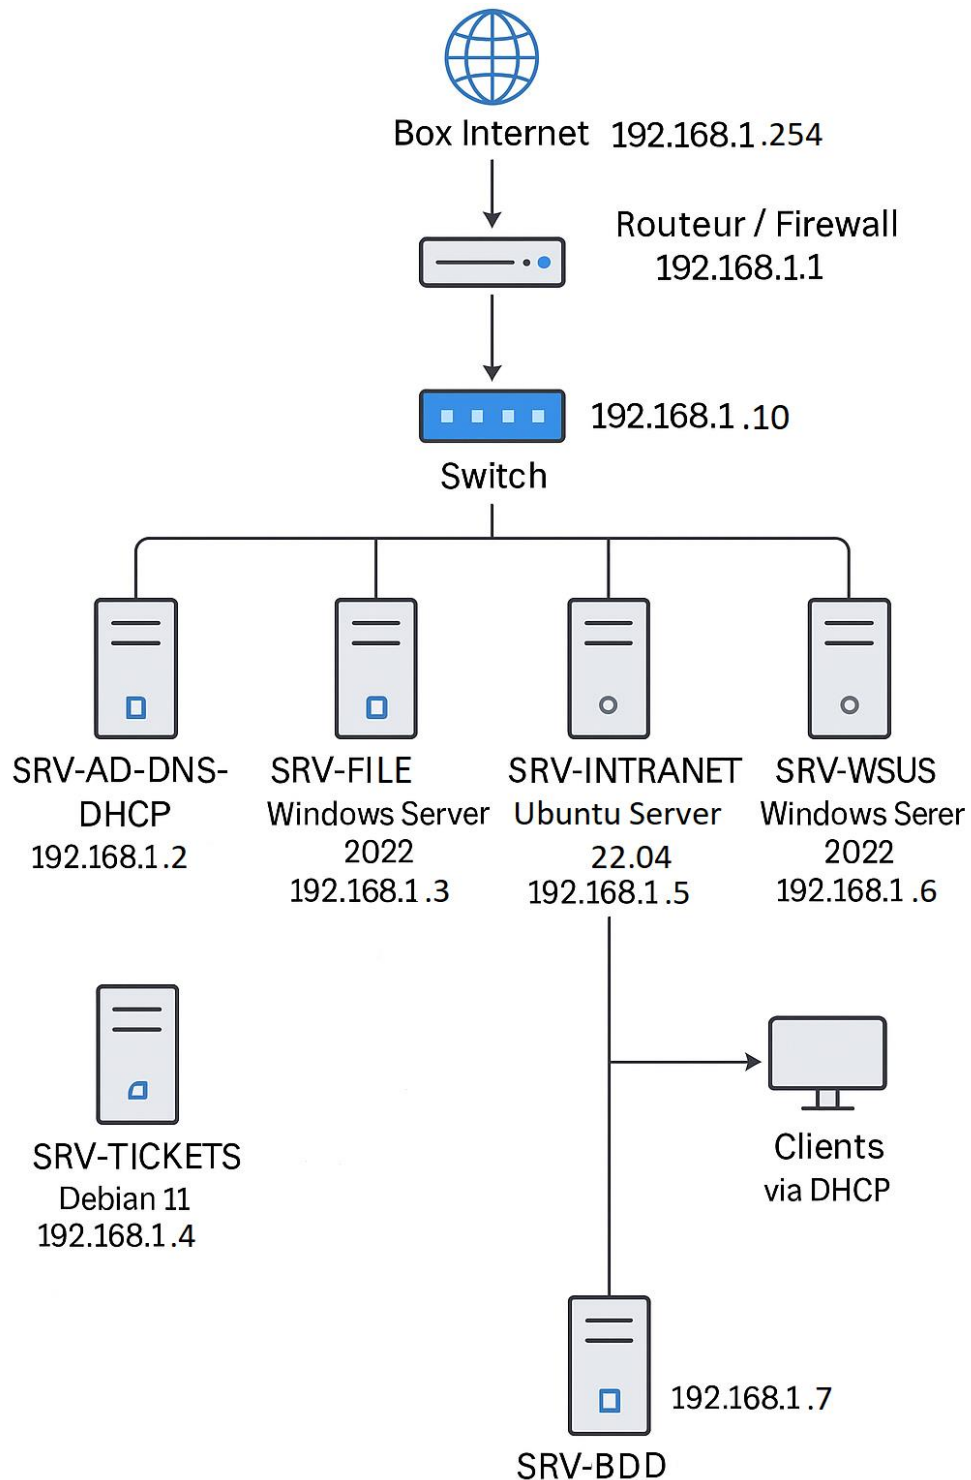 Box Internet 192.168.1.254
Routeur / Firewall
192.168.1.1
192.168.1.10
Switch
SRV-AD-DNS-
DHCP
192.168.1.2
SRV-FILE
Windows Server
2022
192.168.1.3
SRV-INTRANET
Ubuntu Server
22.04
192.168.1.5
SRV-WSUS
Windows Serer
2022
192.168.1.6
SRV-TICKETS
Debian 11
192.168.1.4
Clients
via DHCP
192.168.1.7
SRV-BDD